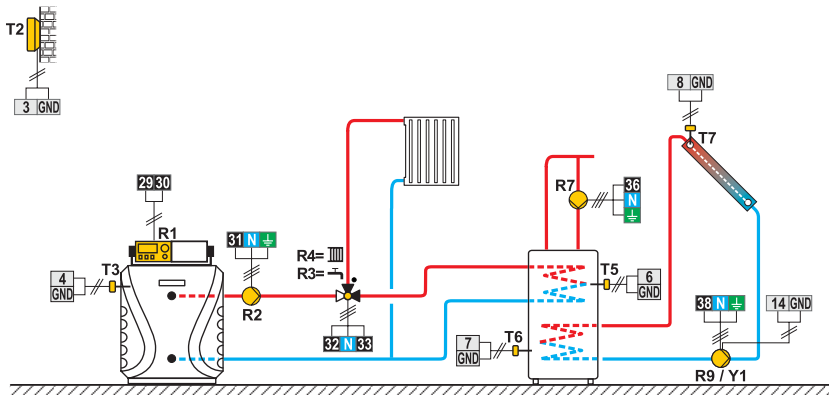 T2
3 GND
8 GND
T7
29 30
R7
36
N
31 N
R1
R4=
R3=
T3
4
GND
T5
6
GND
R2
38 N
14 GND
32 N 33
7
GND
T6
R9 / Y1